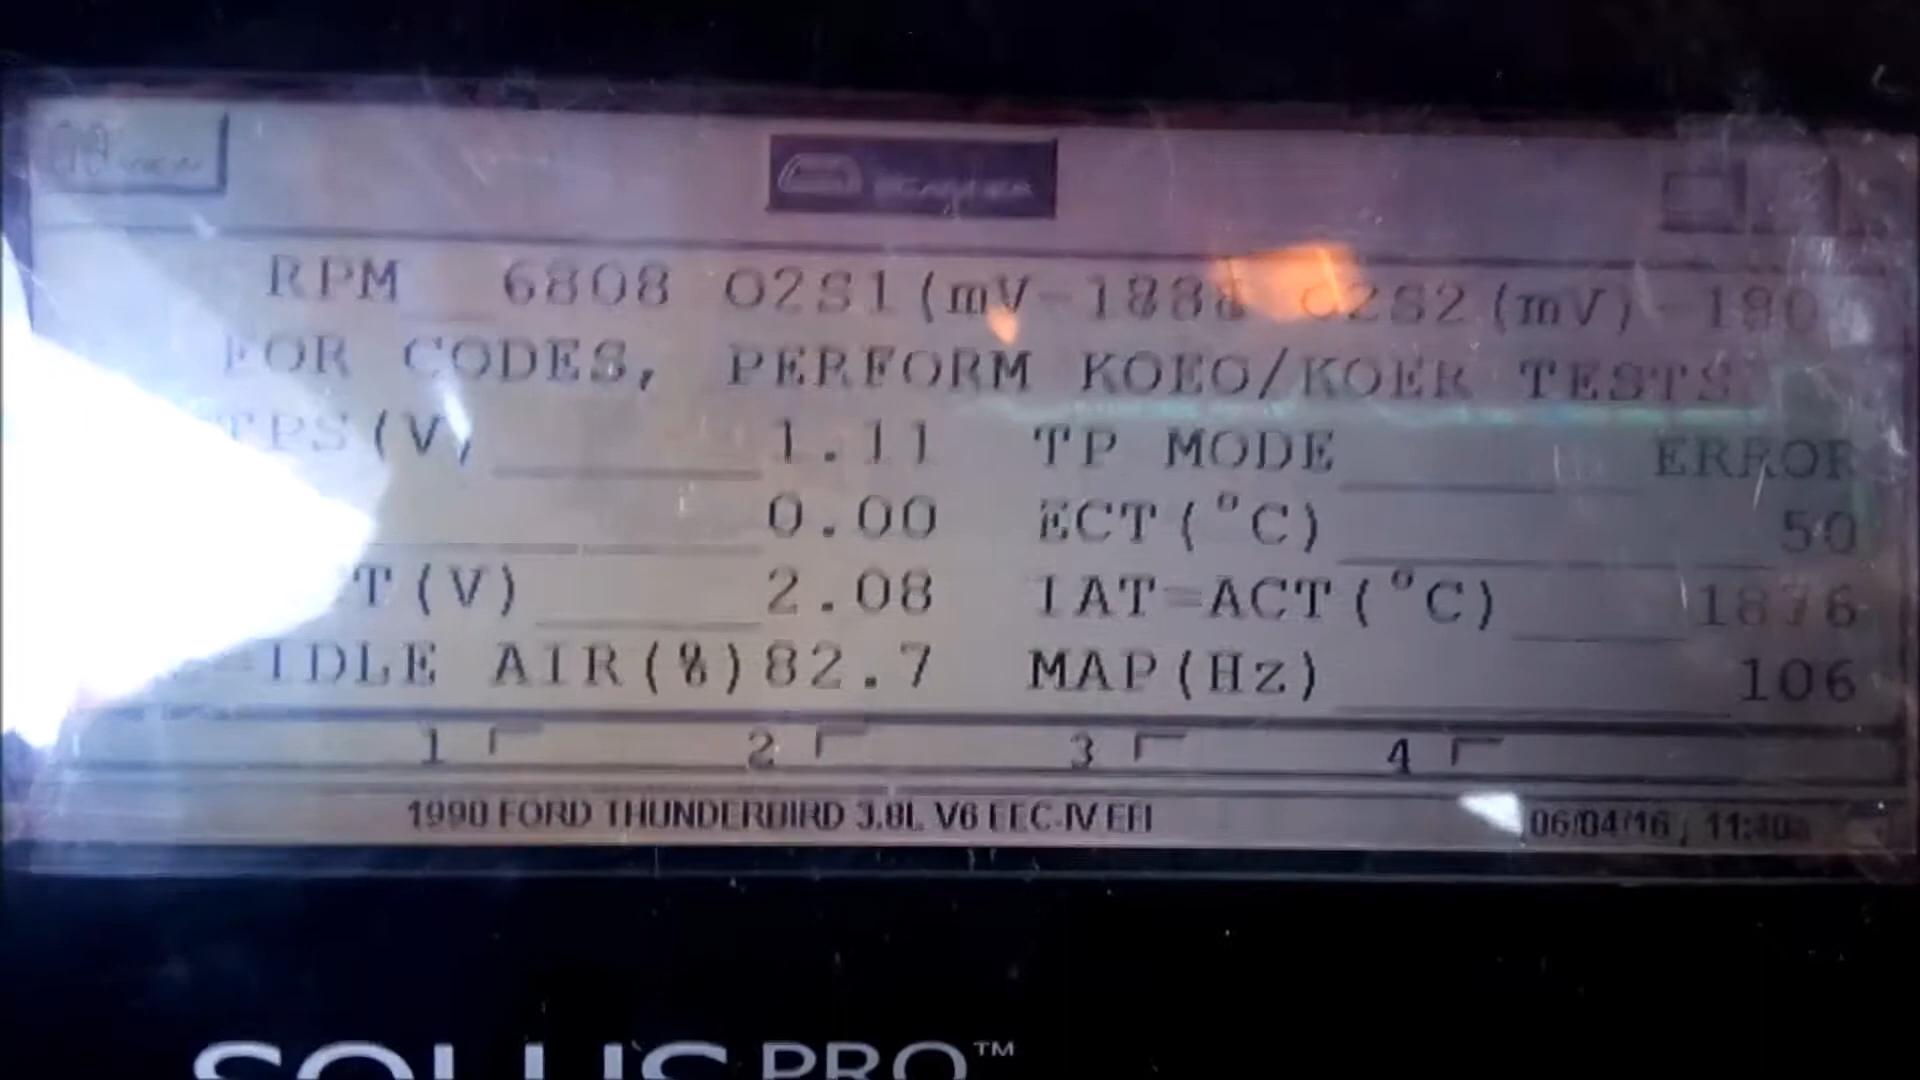 SCANNER
RPM 6808 O2S1(mV O2S2(mV)
FOR CODES, PERFORM KOEO/KOER TESTS
TPS(V) 1.11 TP MODE ERROR
0.00 ECT(°C) 50
T(V) 2.08 IAT-ACT(°C) 1876
IDLE AIR(%)82.7 MAP(Hz) 106
1 2 3 4
1990 FORD THUNDERBIRD 3.8L V6 EEC-IV EFI 06/04/16
SOLUS PRO™